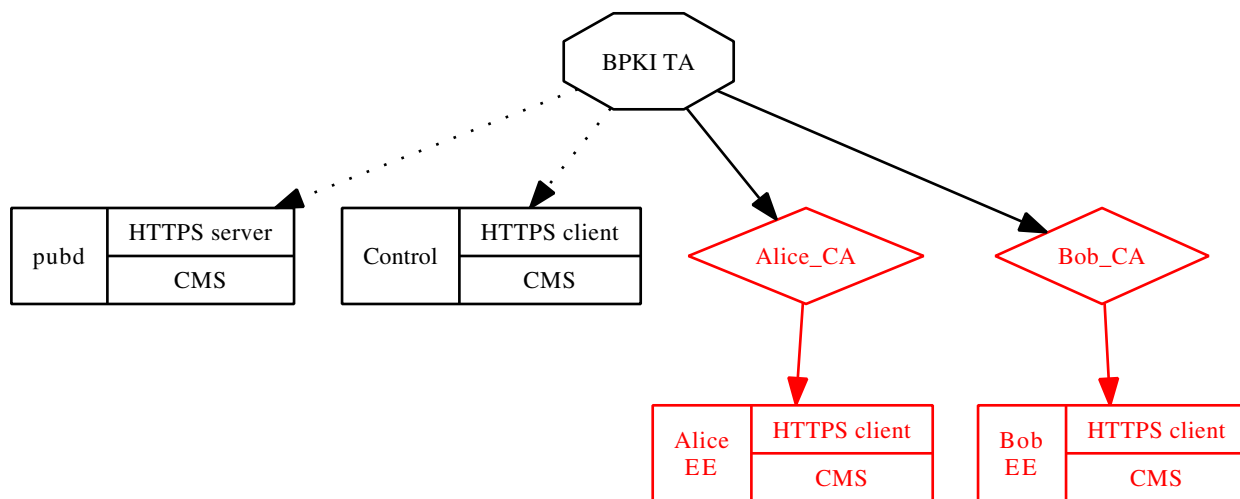 BPKI TA
pubd
HTTPS server
CMS
Control
HTTPS client
CMS
Alice_CA
Bob_CA
Alice
EE
HTTPS client
CMS
Bob
EE
HTTPS client
CMS